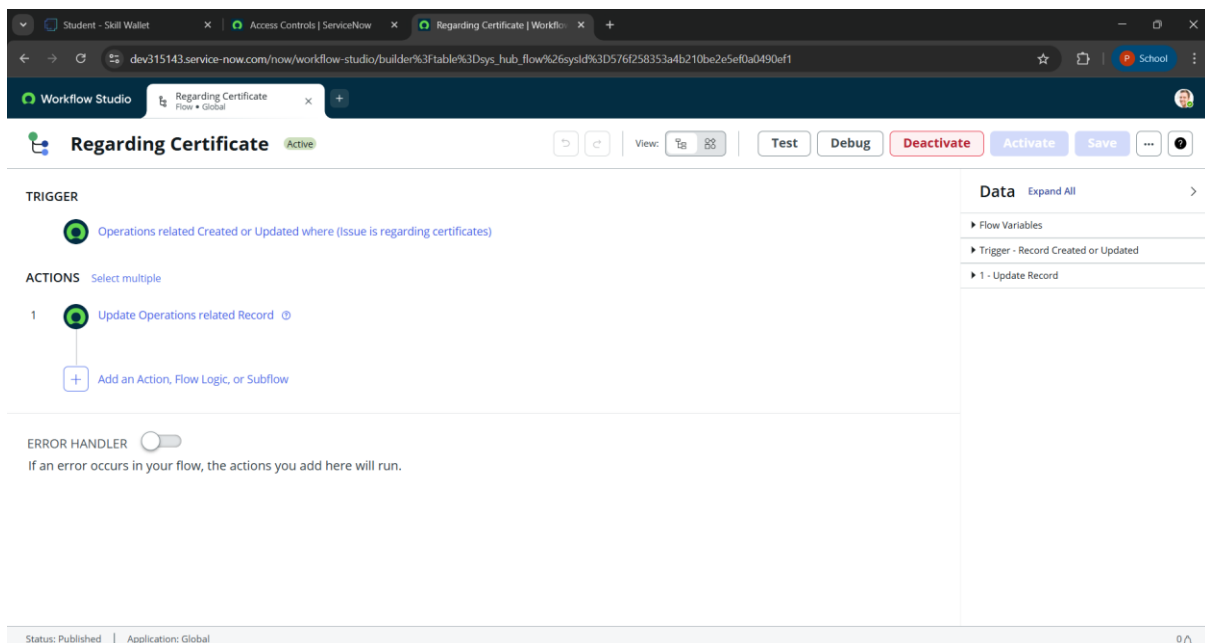 Student - Skill Wallet
Access Controls | ServiceNow
Regarding Certificate | Workflo
dev315143.service-now.com/now/workflow-studio/builder%3Ftable%3Dsys_hub_flow%26sysId%3D576f258353a4b210be2e5ef0a0490ef1
P School
Workflow Studio
Regarding Certificate
Flow • Global
Regarding Certificate Active
View:
Test Debug Deactivate Activate Save ...
TRIGGER
Operations related Created or Updated where (Issue is regarding certificates)
ACTIONS Select multiple
1 Update Operations related Record
Add an Action, Flow Logic, or Subflow
ERROR HANDLER
If an error occurs in your flow, the actions you add here will run.
Data Expand All
Flow Variables
Trigger - Record Created or Updated
1 - Update Record
Status: Published | Application: Global
0